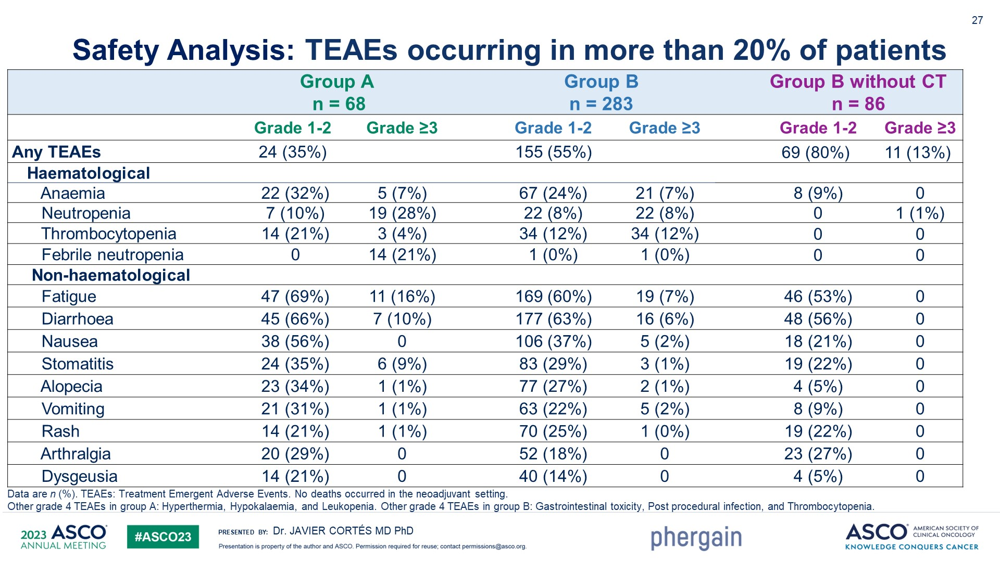 27
Safety Analysis: TEAEs occurring in more than 20% of patients
Group A Group B Group B without CT
n = 68 n = 283 n = 86
Grade 1-2 Grade ≥3 Grade 1-2 Grade ≥3 Grade 1-2 Grade ≥3
Any TEAEs 24 (35%) 155 (55%) 69 (80%) 11 (13%)
Haematological
Anaemia 22 (32%) 5 (7%) 67 (24%) 21 (7%) 8 (9%) 0
Neutropenia 7 (10%) 19 (28%) 22 (8%) 22 (8%) 0 1 (1%)
Thrombocytopenia 14 (21%) 3 (4%) 34 (12%) 34 (12%) 0 0
Febrile neutropenia 0 14 (21%) 1 (0%) 1 (0%) 0 0
Non-haematological
Fatigue 47 (69%) 11 (16%) 169 (60%) 19 (7%) 46 (53%) 0
Diarrhoea 45 (66%) 7 (10%) 177 (63%) 16 (6%) 48 (56%) 0
Nausea 38 (56%) 0 106 (37%) 5 (2%) 18 (21%) 0
Stomatitis 24 (35%) 6 (9%) 83 (29%) 3 (1%) 19 (22%) 0
Alopecia 23 (34%) 1 (1%) 77 (27%) 2 (1%) 4 (5%) 0
Vomiting 21 (31%) 1 (1%) 63 (22%) 5 (2%) 8 (9%) 0
Rash 14 (21%) 1 (1%) 70 (25%) 1 (0%) 19 (22%) 0
Arthralgia 20 (29%) 0 52 (18%) 0 23 (27%) 0
Dysgeusia 14 (21%) 0 40 (14%) 0 4 (5%) 0
Data are n (%). TEAEs: Treatment Emergent Adverse Events. No deaths occurred in the neoadjuvant setting.
Other grade 4 TEAEs in group A: Hyperthermia, Hypokalaemia, and Leukopenia. Other grade 4 TEAEs in group B: Gastrointestinal toxicity, Post procedural infection, and Thrombocytopenia.
2023 ASCO®
ANNUAL MEETING
#ASCO23
PRESENTED BY: Dr. JAVIER CORTÉS MD PhD
Presentation is property of the author and ASCO. Permission required for reuse; contact permissions@asco.org.
phergain
ASCO® AMERICAN SOCIETY OF
CLINICAL ONCOLOGY
KNOWLEDGE CONQUERS CANCER